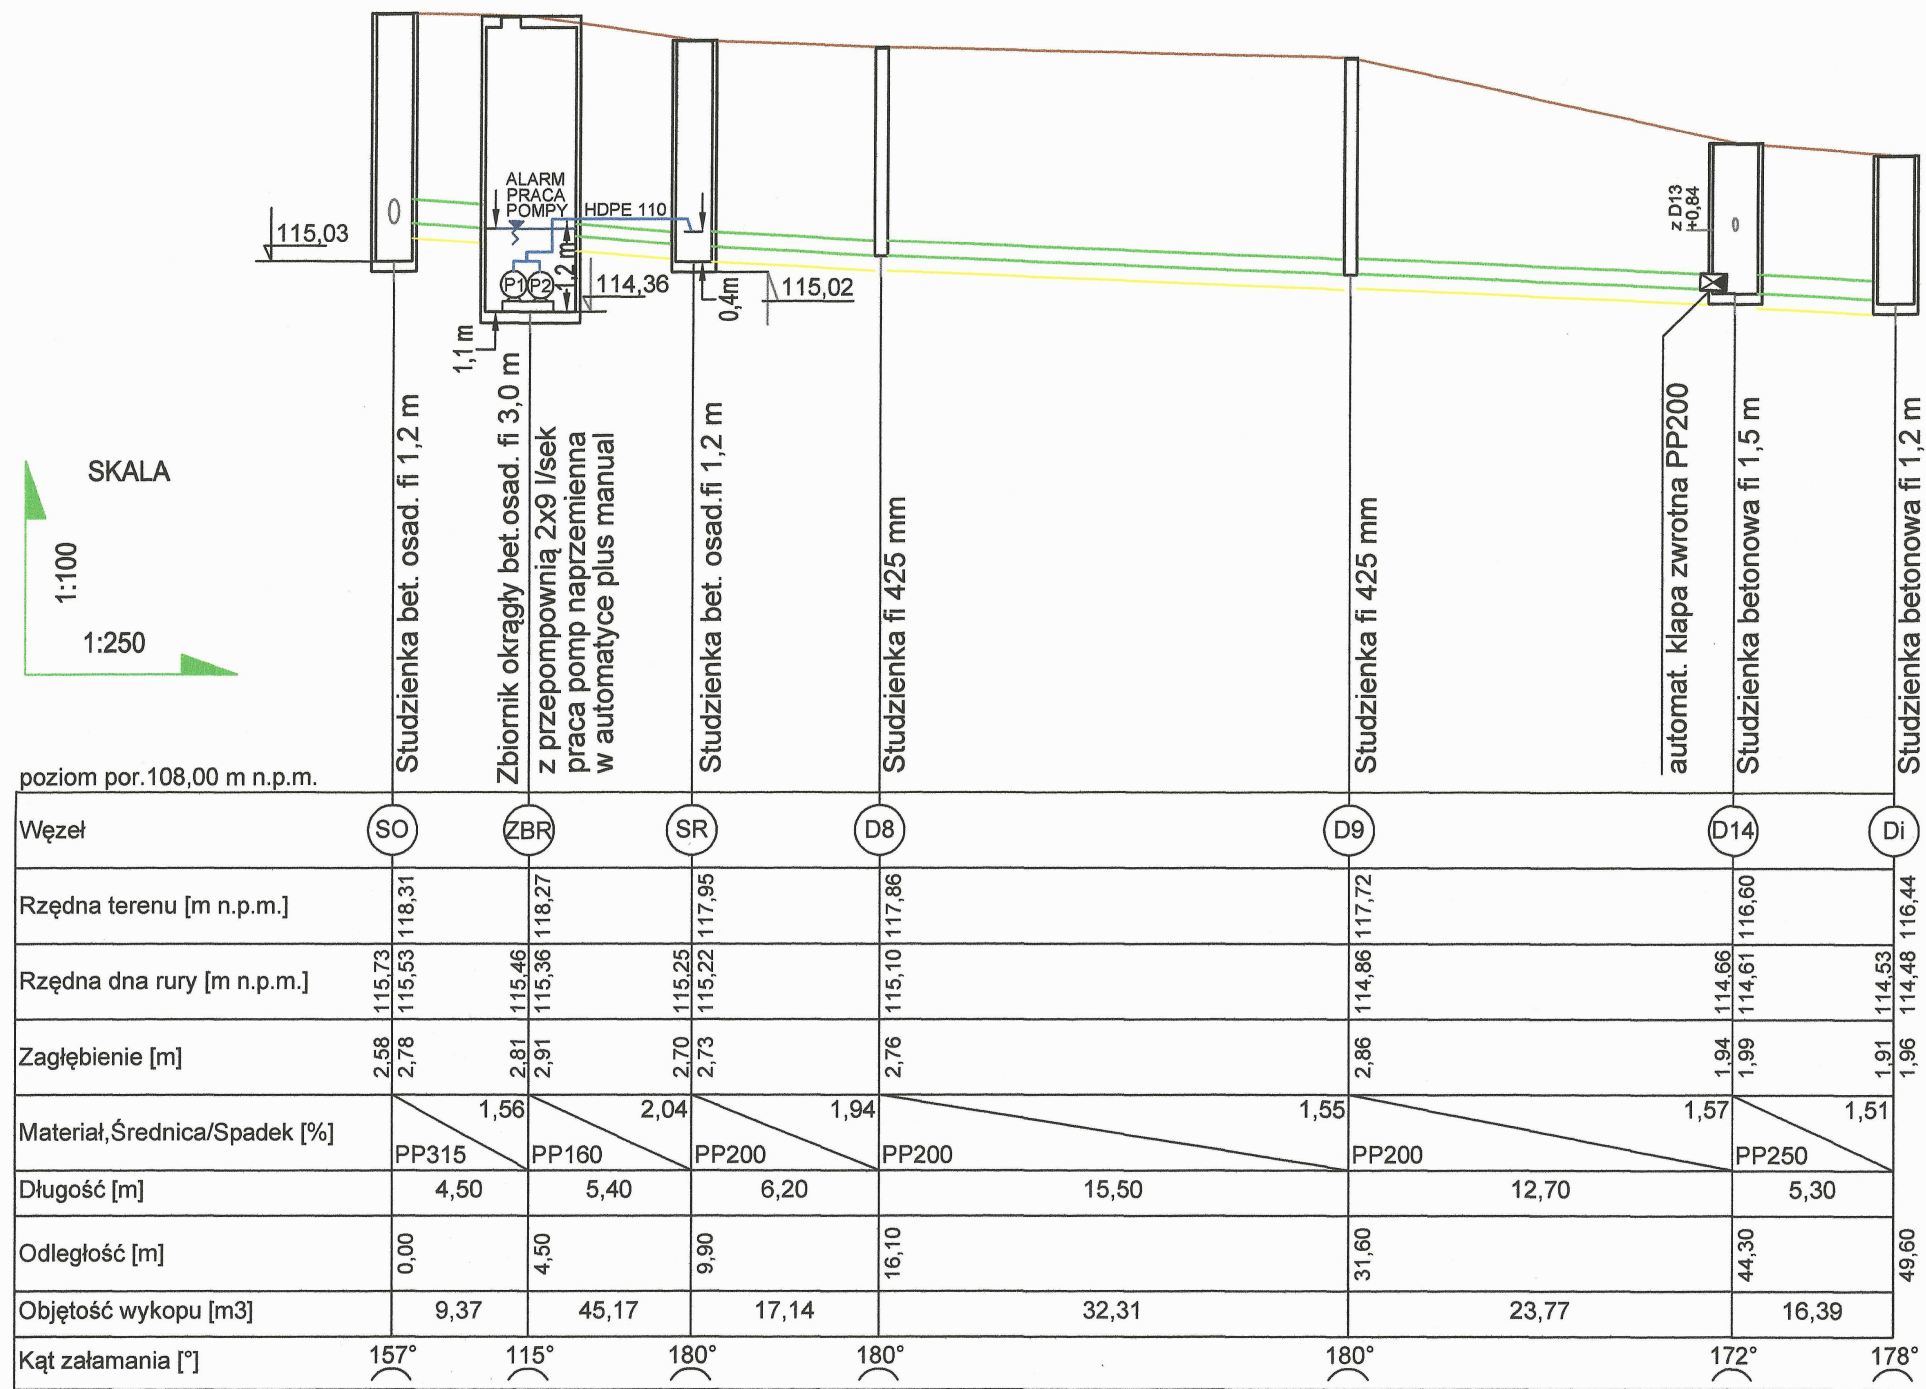 ALARM
PRACA
POMPY
HDPE 110
115,03
P1
P2
1,2 m
114,36
0,4m
115,02
1,1 m
z D13
+0,84
SKALA
1:100
1:250
Studzienka bet. osad. fi 1,2 m
Zbiornik okrągły bet.osad. fi 3,0 m
z przepompownią 2x9 l/sek
praca pomp naprzemienna
w automatyce plus manual
Studzienka bet. osad.fi 1,2 m
Studzienka fi 425 mm
Studzienka fi 425 mm
automat. klapa zwrotna PP200
Studzienka betonowa fi 1,5 m
Studzienka betonowa fi 1,2 m
poziom por.108,00 m n.p.m.
Węzeł SO ZBR SR D8 D9 D14 Di
Rzędna terenu [m n.p.m.] 118,31 118,27 117,95 117,86 117,72 116,60 116,44
Rzędna dna rury [m n.p.m.] 115,73 115,53 115,46 115,36 115,25 115,22 115,10 114,86 114,66 114,61 114,53 114,48
Zagłębienie [m] 2,58 2,78 2,81 2,91 2,70 2,73 2,76 2,86 1,94 1,99 1,91 1,96
1,56 2,04 1,94 1,55 1,57 1,51
Materiał,Średnica/Spadek [%]
PP315 PP160 PP200 PP200 PP200 PP250
Długość [m] 4,50 5,40 6,20 15,50 12,70 5,30
Odległość [m] 0,00 4,50 9,90 16,10 31,60 44,30 49,60
Objętość wykopu [m3] 9,37 45,17 17,14 32,31 23,77 16,39
Kąt załamania [°] 157° 115° 180° 180° 180° 172° 178°